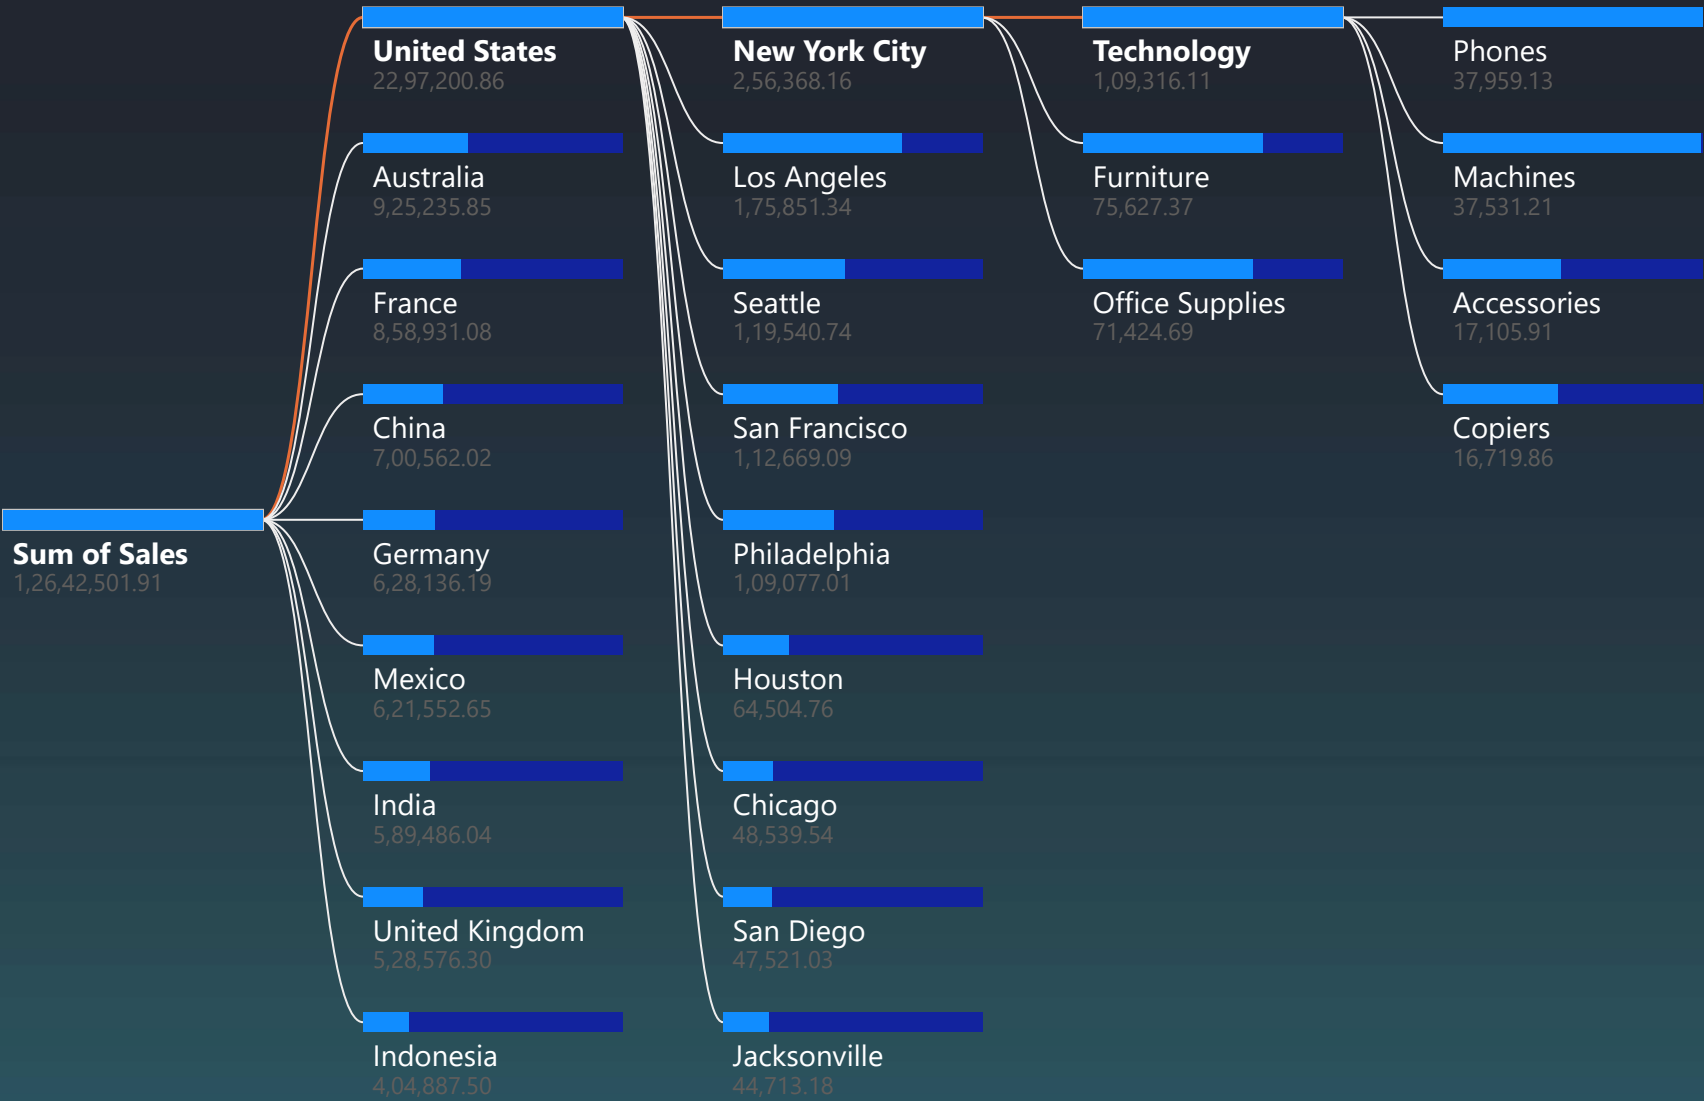 United States
22,97,200.86
New York City
2,56,368.16
Technology
1,09,316.11
Phones
37,959.13
Australia
9,25,235.85
Los Angeles
1,75,851.34
Furniture
75,627.37
Machines
37,531.21
France
8,58,931.08
Seattle
1,19,540.74
Office Supplies
71,424.69
Accessories
17,105.91
China
7,00,562.02
San Francisco
1,12,669.09
Copiers
16,719.86
Sum of Sales
1,26,42,501.91
Germany
6,28,136.19
Philadelphia
1,09,077.01
Mexico
6,21,552.65
Houston
64,504.76
India
5,89,486.04
Chicago
48,539.54
United Kingdom
5,28,576.30
San Diego
47,521.03
Indonesia
4,04,887.50
Jacksonville
44,713.18